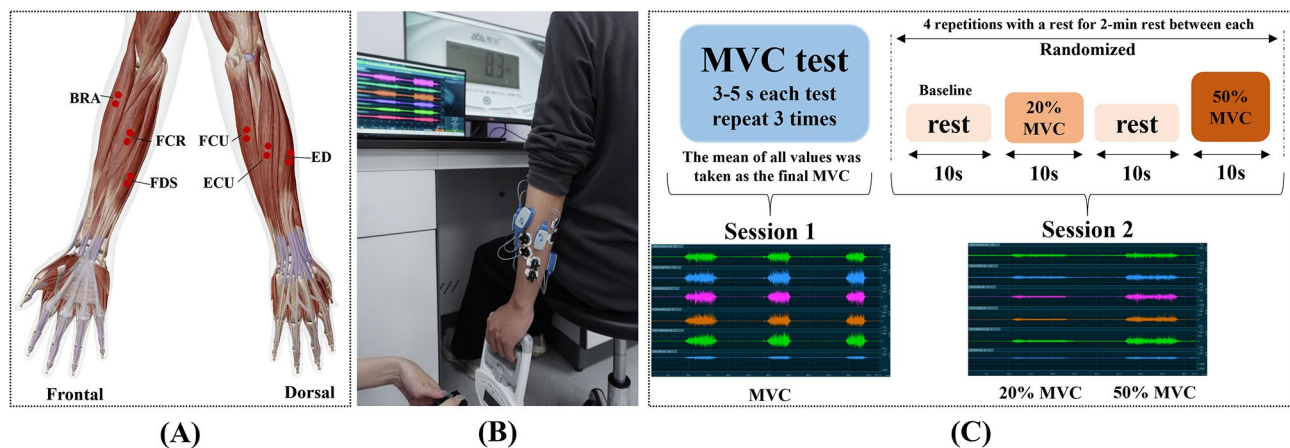 BRA
FCR
FDS
FCU
ECU
ED
Frontal
Dorsal
(A)
8.3
(B)
MVC test
3-5 s each test
repeat 3 times
The mean of all values was
taken as the final MVC
Session 1
MVC
4 repetitions with a rest for 2-min rest between each
Randomized
Baseline
rest
20%
MVC
rest
50%
MVC
10s
10s
10s
10s
Session 2
20% MVC
50% MVC
(C)